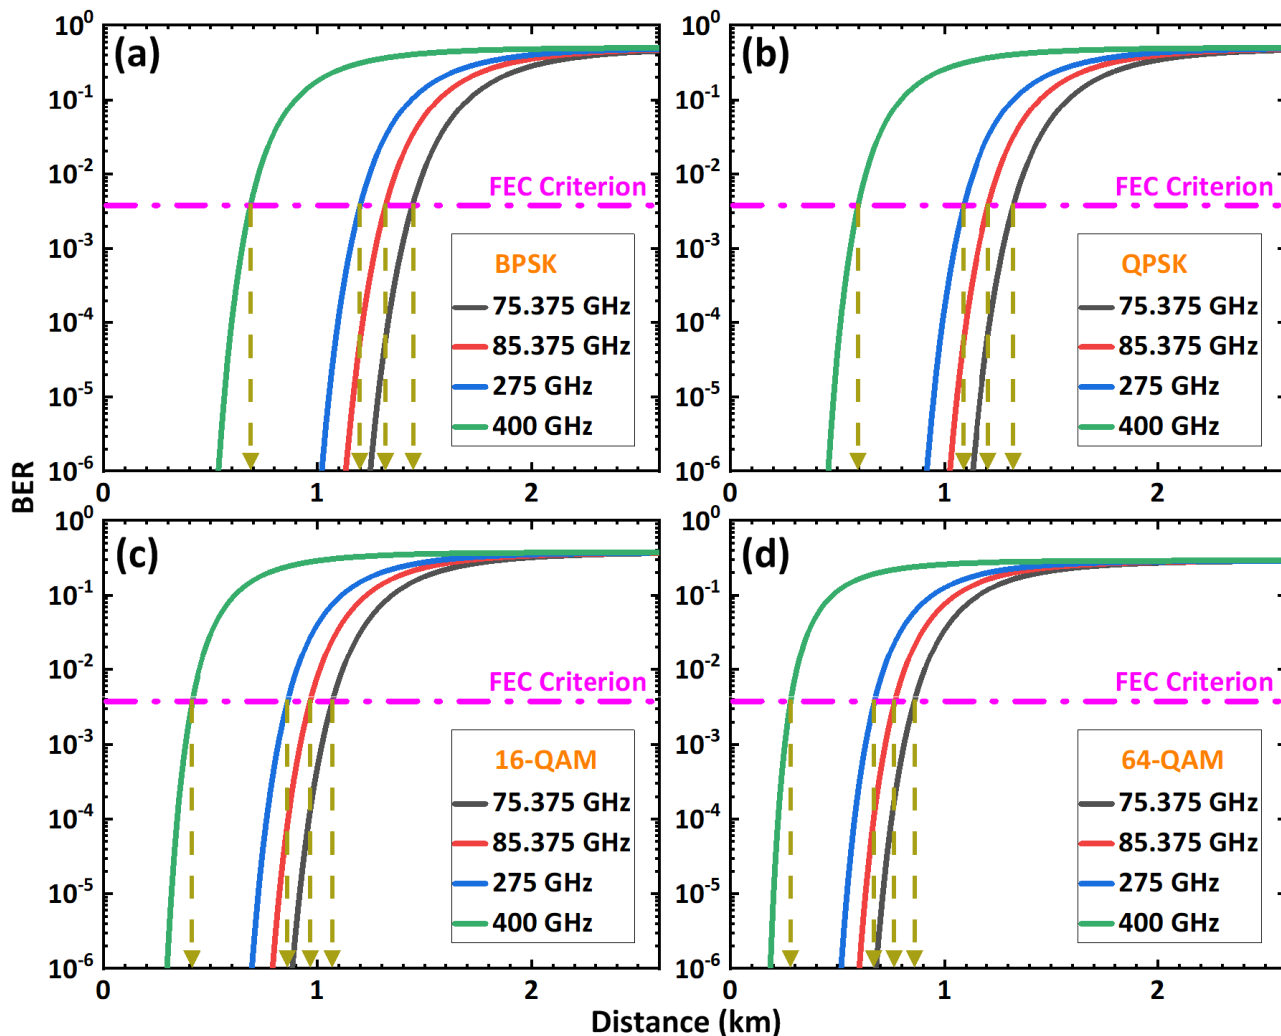 (a)
10⁰
10⁻¹
10⁻²
10⁻³
10⁻⁴
10⁻⁵
10⁻⁶
FEC Criterion
BPSK
75.375 GHz
85.375 GHz
275 GHz
400 GHz
0 1 2
(b)
10⁰
10⁻¹
10⁻²
10⁻³
10⁻⁴
10⁻⁵
10⁻⁶
FEC Criterion
QPSK
75.375 GHz
85.375 GHz
275 GHz
400 GHz
0 1 2
BER
(c)
10⁰
10⁻¹
10⁻²
10⁻³
10⁻⁴
10⁻⁵
10⁻⁶
FEC Criterion
16-QAM
75.375 GHz
85.375 GHz
275 GHz
400 GHz
0 1 2
(d)
10⁰
10⁻¹
10⁻²
10⁻³
10⁻⁴
10⁻⁵
10⁻⁶
FEC Criterion
64-QAM
75.375 GHz
85.375 GHz
275 GHz
400 GHz
0 1 2
Distance (km)